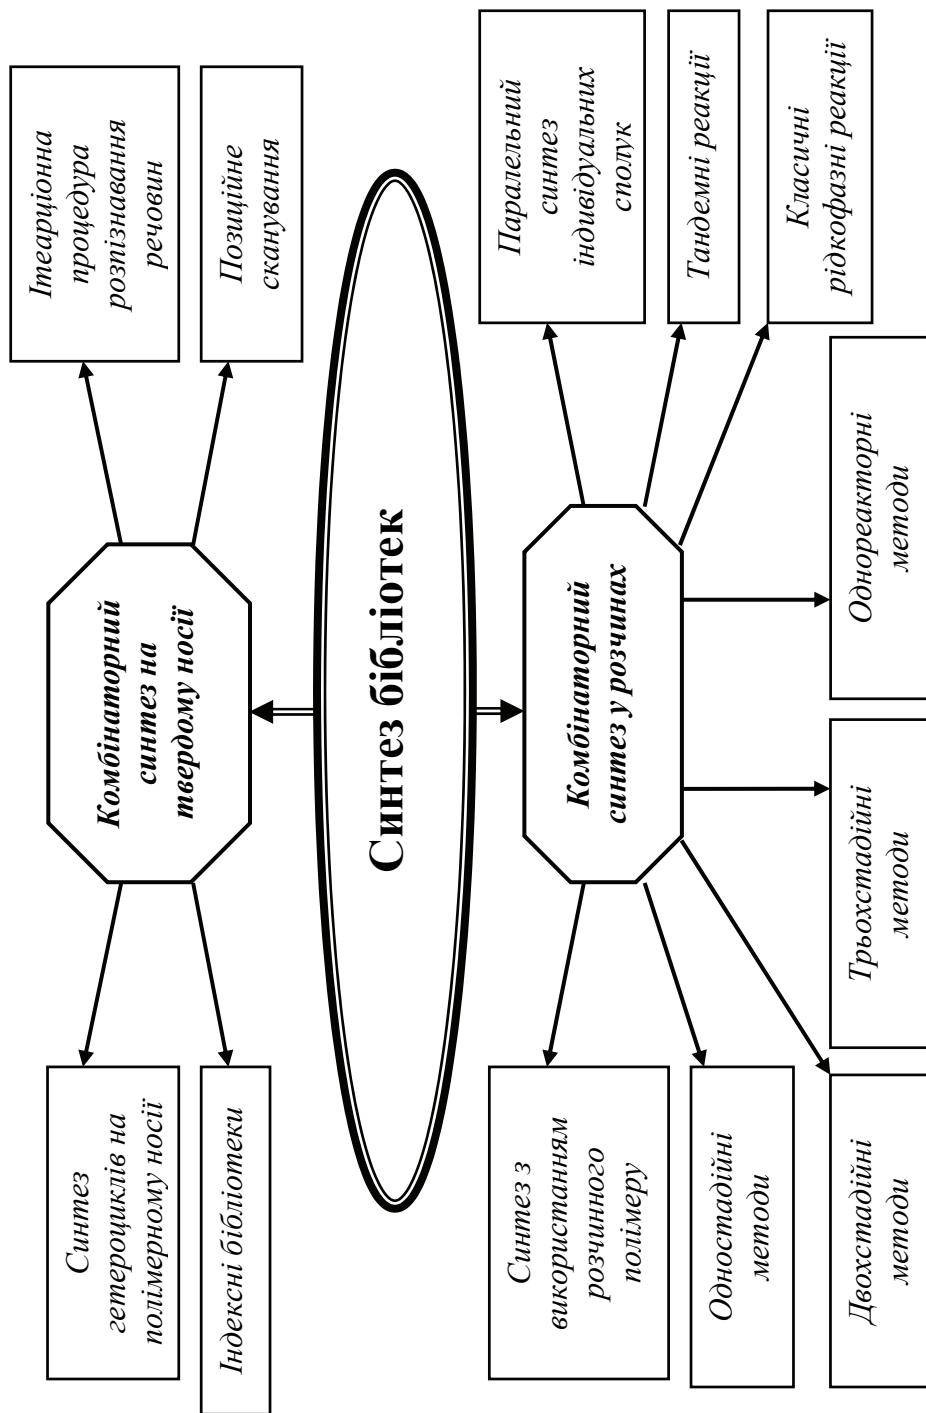 Синтез
гетероциклів на
полімерному носії
Комбінаторний
синтез на
твердому носії
Ітеарціонна
процедура
розпізнавання
речовин
Індексні бібліотеки
Позиційне
сканування
Синтез бібліотек
Синтез з
використанням
розчинного
полімеру
Комбінаторний
синтез у розчинах
Паралельний
синтез
індивідуальних
сполук
Одностадійні
методи
Тандемні реакції
Класичні
рідкофазні реакції
Двохстадійні
методи
Трьохстадійні
методи
Однореакторні
методи